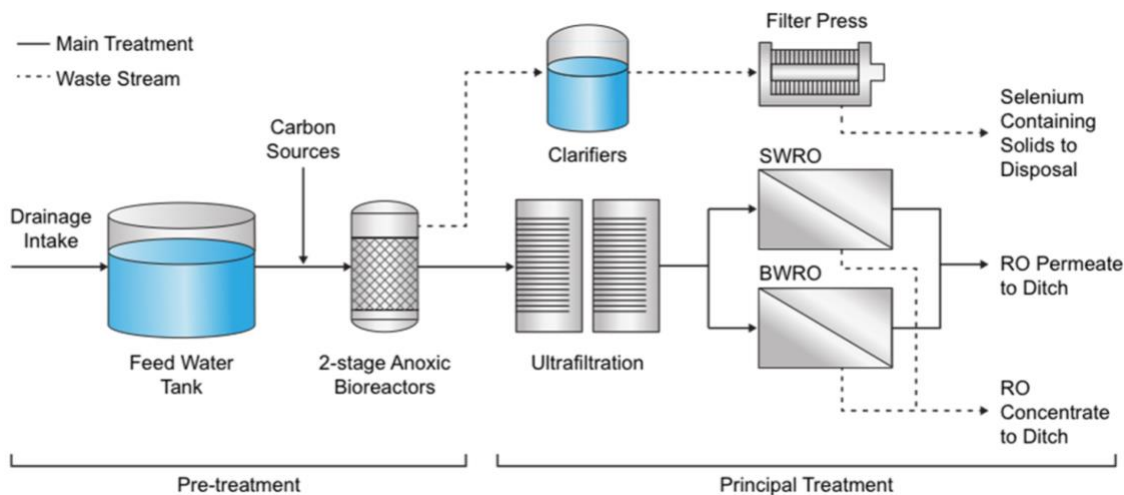 Main Treatment
Waste Stream
Filter Press
Carbon
Sources
Clarifiers
Selenium
Containing
Solids to
Disposal
SWRO
Drainage
Intake
RO Permeate
to Ditch
BWRO
Feed Water
Tank
2-stage Anoxic
Bioreactors
Ultrafiltration
RO
Concentrate
to Ditch
Pre-treatment
Principal Treatment